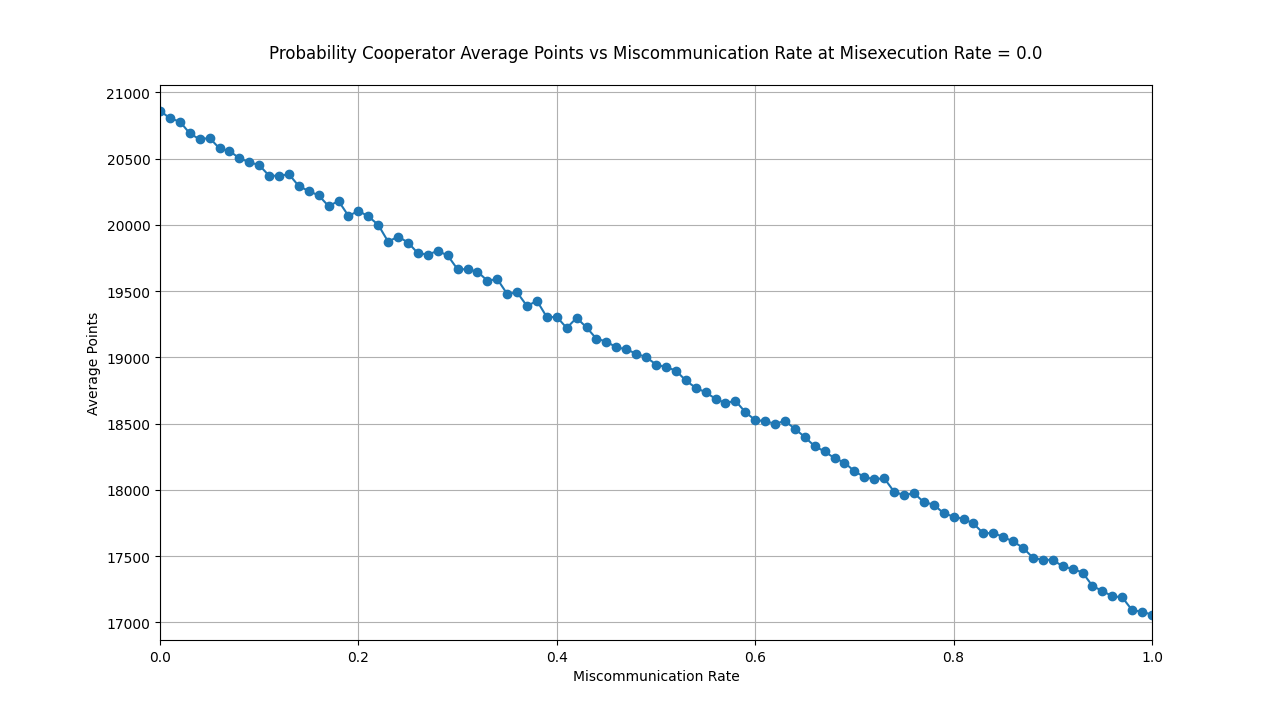 Probability Cooperator Average Points vs Miscommunication Rate at Misexecution Rate = 0.0
21000
20500
20000
19500
19000
18500
18000
17500
17000
Average Points
0.0 0.2 0.4 0.6 0.8 1.0
Miscommunication Rate